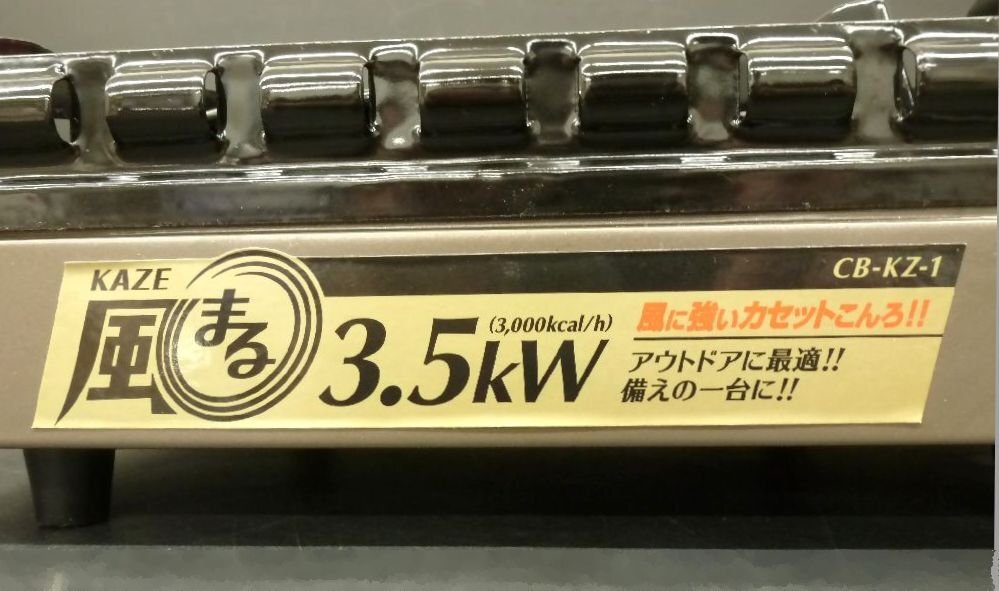 KAZE
風まる
3.5kW
(3,000kcal/h)
CB-KZ-1
風に強いカセットこんろ!!
アウトドアに最適!!
備えの一台に!!